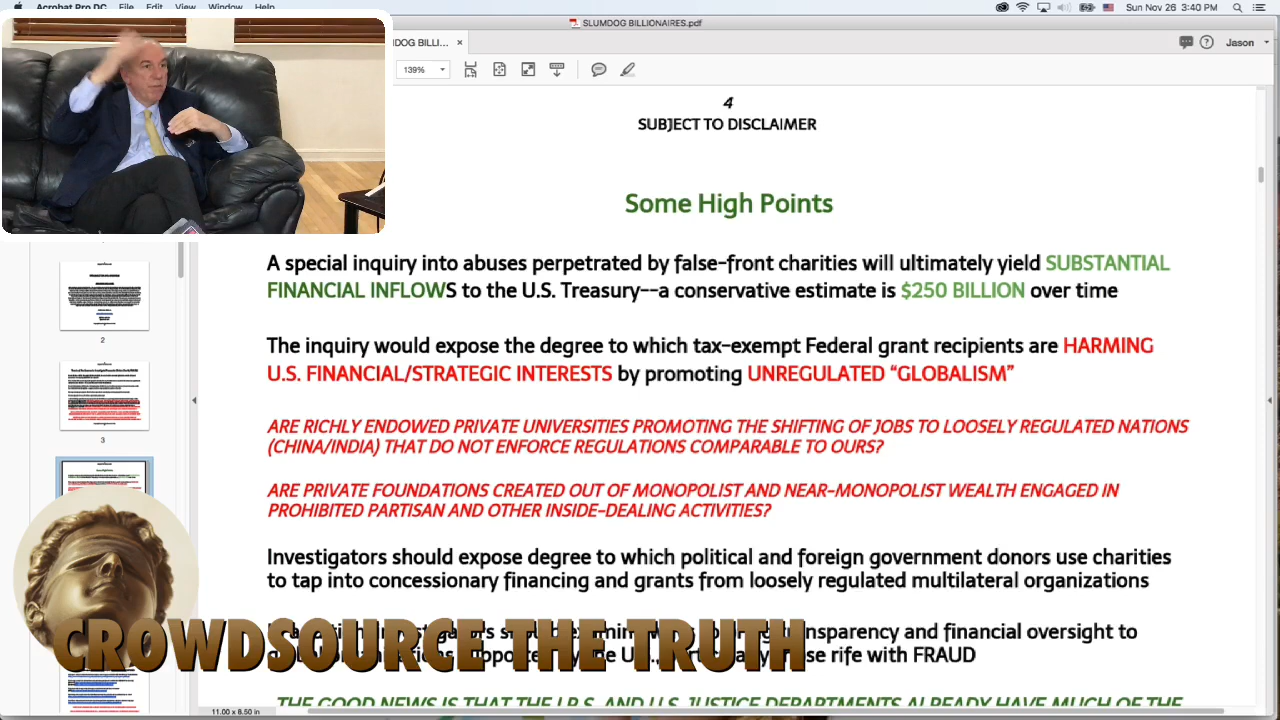 Acrobat Pro DC File Edit View Window Help Sun Nov 26 3:40 PM
SLUMDOG BILLIONAIRES.pdf
DOG BILLI... × Jason
139%
4
SUBJECT TO DISCLAIMER
Some High Points
A special inquiry into abuses perpetrated by false-front charities will ultimately yield SUBSTANTIAL
FINANCIAL INFLOWS to the U.S. Treasury--a conservative estimate is $250 BILLION over time
The inquiry would expose the degree to which tax-exempt Federal grant recipients are HARMING
U.S. FINANCIAL/STRATEGIC INTERESTS by promoting UNREGULATED “GLOBALISM”
ARE RICHLY ENDOWED PRIVATE UNIVERSITIES PROMOTING THE SHIFTING OF JOBS TO LOOSELY REGULATED NATIONS
(CHINA/INDIA) THAT DO NOT ENFORCE REGULATIONS COMPARABLE TO OURS?
ARE PRIVATE FOUNDATIONS CREATED OUT OF MONOPOLIST AND NEAR-MONOPOLIST WEALTH ENGAGED IN
PROHIBITED PARTISAN AND OTHER INSIDE-DEALING ACTIVITIES?
Investigators should expose degree to which political and foreign government donors use charities
to tap into concessionary financing and grants from loosely regulated multilateral organizations
and financial oversight to
rife with FRAUD
2
3
CROWDSOURCE THE TRUTH
11.00 x 8.50 in